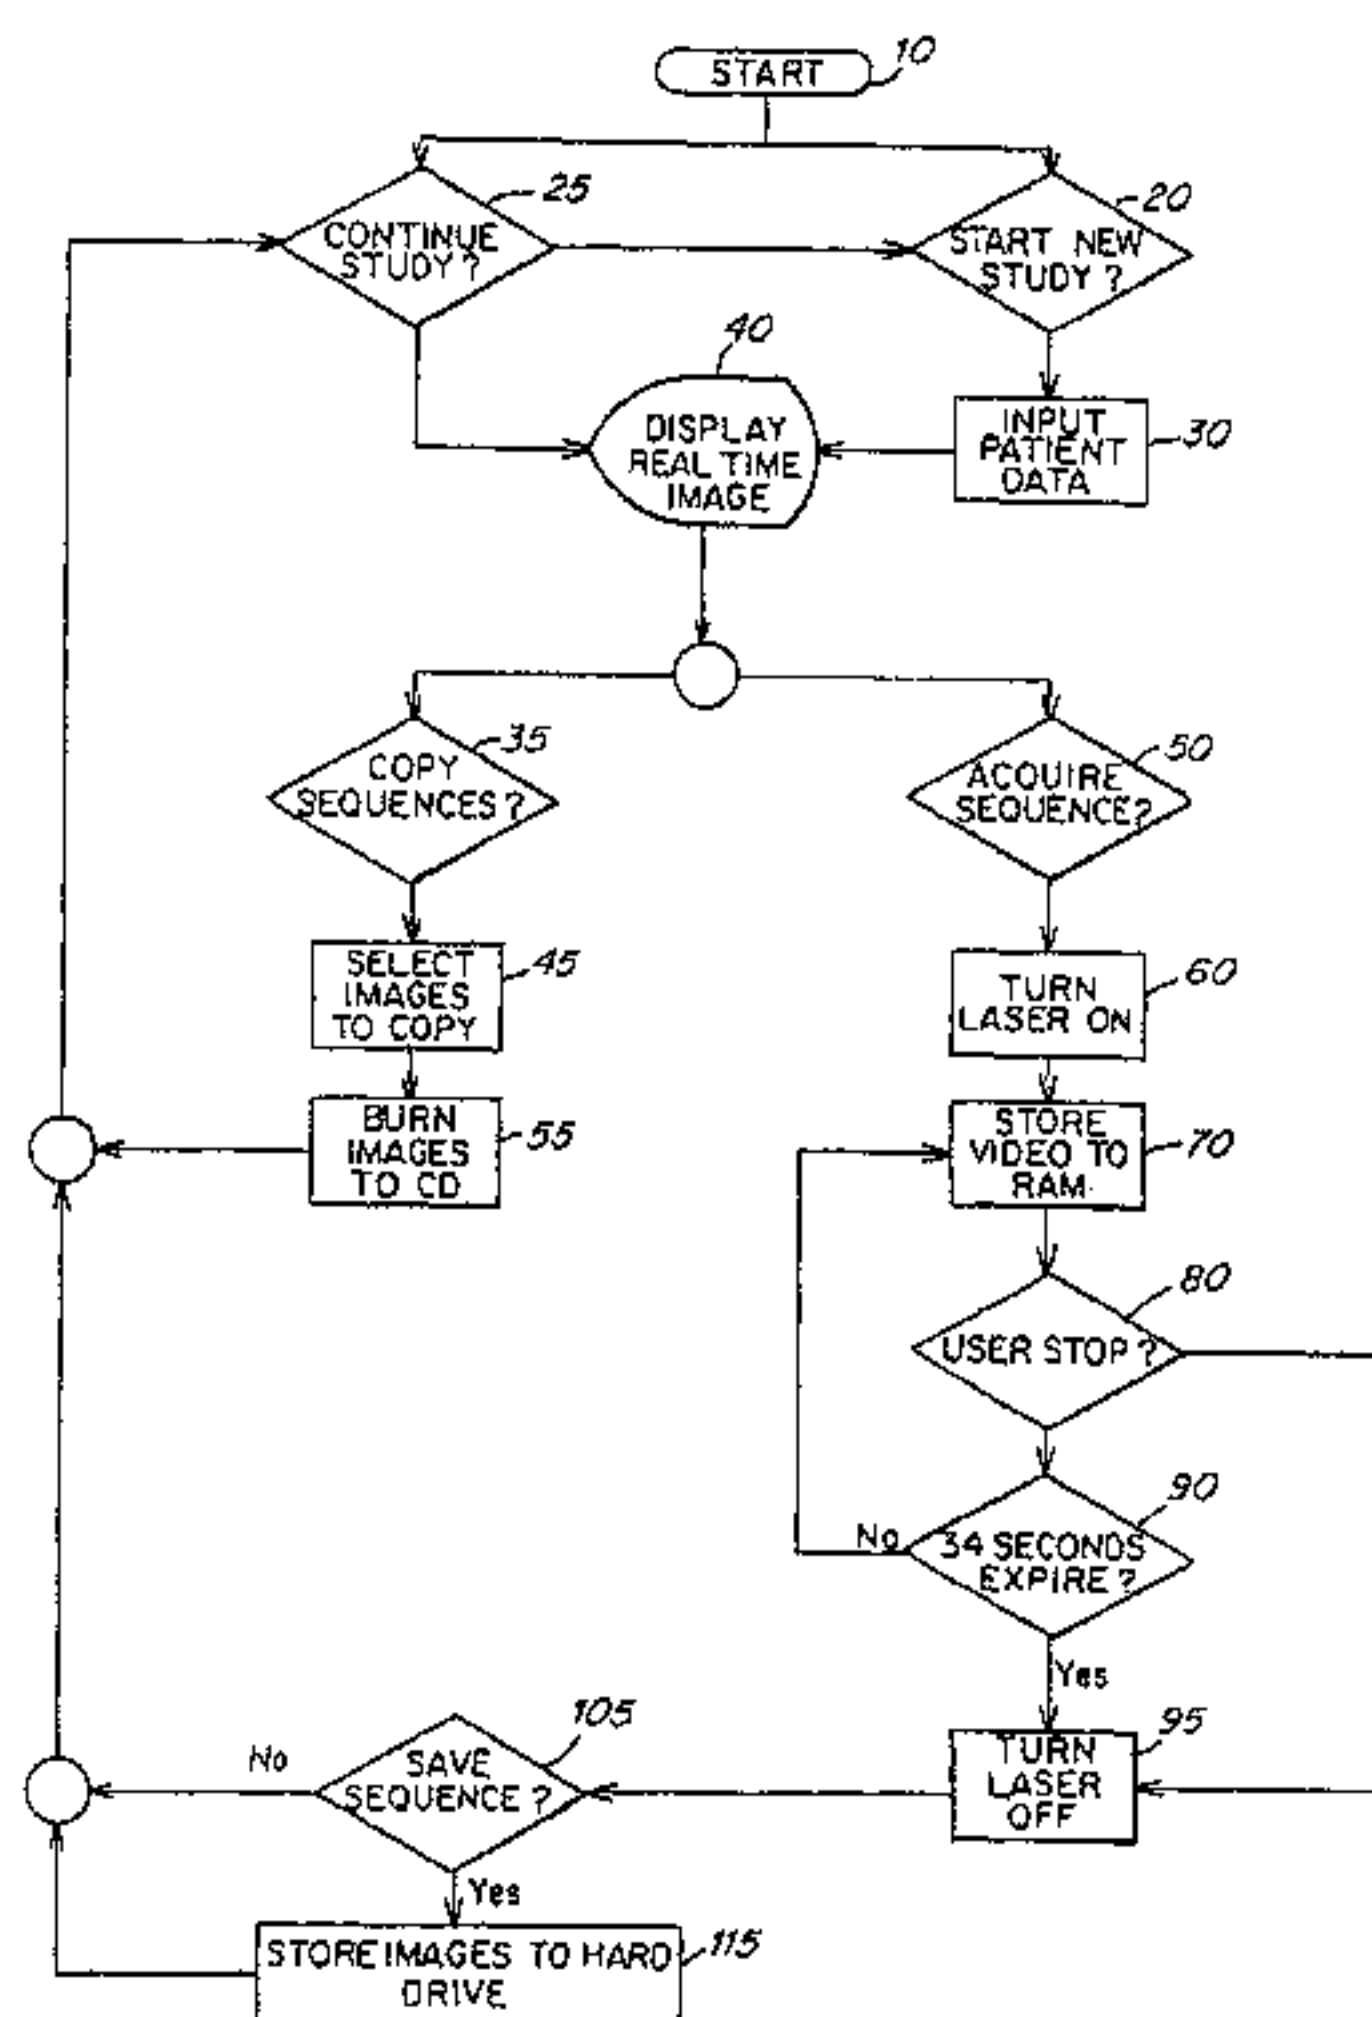 START
10
CONTINUE
STUDY?
25
START NEW
STUDY?
20
DISPLAY
REAL TIME
IMAGE
40
INPUT
PATIENT
DATA
30
COPY
SEQUENCES?
35
ACQUIRE
SEQUENCE?
50
SELECT
IMAGES
TO COPY
45
TURN
LASER ON
60
BURN
IMAGES
TO CD
55
STORE
VIDEO TO
RAM
70
USER STOP?
80
34 SECONDS
EXPIRE?
90
No
Yes
TURN
LASER
OFF
95
SAVE
SEQUENCE?
105
No
Yes
STORE IMAGES TO HARD
DRIVE
115